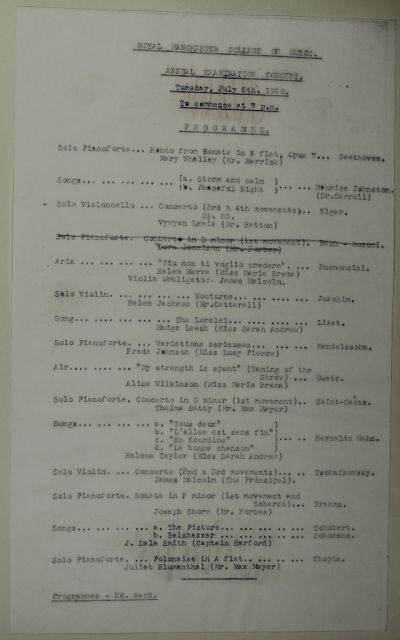 ROYAL MANCHESTER COLLEGE OF MUSIC.
ANNUAL EXAMINATION CONCERT.
Tuesday, July 6th. 1920.
To commence at 7 p.m.
PROGRAMME.
Solo Pianoforte... Rondo from Sonata in E flat, Opus 7... Beethoven.
Mary Whalley (Mr. Merrick)
Songs... ... ... ... (a. Storm and calm )
(b. Peaceful Night ) ... ... Maurice Johnston.
(Dr. Carroll)
Solo Violoncello ... Concerto (3rd & 4th movements).. Elgar.
Op. 85.
Vyvyan Lewis (Mr. Hatton)
Solo Pianoforte. Concerto in D minor (1st movement). Bach - Busoni.
Dora Jennison (Mr. Forbes)
Aria ... ... ... ... "Piu non ti voglio credere". ... Buononcini.
Helen Merva (Miss Marie Brema)
Violin obbligato: James Malcolm.
Solo Violin. ... ... ... ... Nocturne... ... ... ... Joachim.
Helen Jackson (Mr. Catterall)
Song... ... ... ... ... The Lorelei... ... ... ... Liszt.
Madge Leech (Miss Sarah Andrew)
Solo Pianoforte. ... Variations serieuses... ... ... Mendelssohn.
Freda Johnson (Miss Lucy Pierce)
Air... ... ... "My strength is spent" (Taming of the
Shrew) ... Goetz.
Alice Wilkinson (Miss Marie Brema)
Solo Pianoforte. Concerto in G minor (1st movement).. Saint-Saëns.
Thelma Batty (Mr. Max Mayer)
Songs... ... ... ... a. "Tous deux" )
b. "L'allee est sans fin" )
c. "En Sourdine" ) ... .. Reynaldo Hahn.
d. "La bonne chanson" )
Helena Taylor (Miss Sarah Andrew)
Solo Violin. ... Concerto (2nd & 3rd movements)... .. Tschaikovsky.
James Malcolm (The Principal).
Solo Pianoforte. Sonata in F minor (1st movement and
Scherzo)... Brahms.
Joseph Shore (Mr. Forbes)
Songs... ... ... ... a. The Picture... ... ... ... Schubert.
b. Belshazzar ... ... ... ... Schumann.
J. Dale Smith (Captain Harford)
Solo Pianoforte. ... Polonaise in A flat... ... ... Chopin.
Juliet Blumenthal (Mr. Max Mayer)
Programmes - 2d. each.